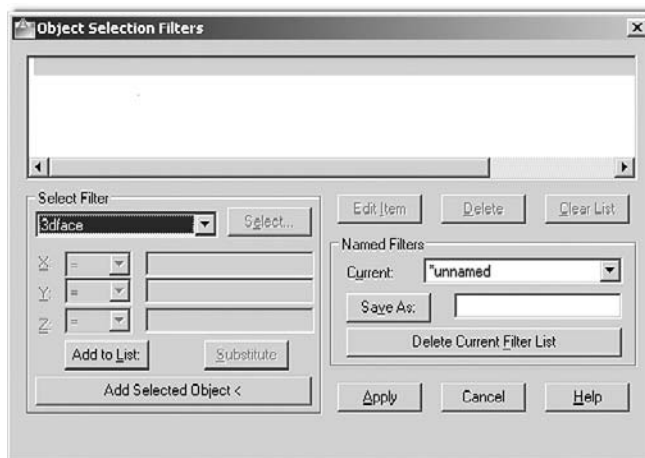 Object Selection Filters
Select Filter
3dface
Select...
X: =
Y: =
Z: =
Add to List:
Substitute
Add Selected Object <
Edit Item
Delete
Clear List
Named Filters
Current:
"unnamed
Save As:
Delete Current Filter List
Apply
Cancel
Help